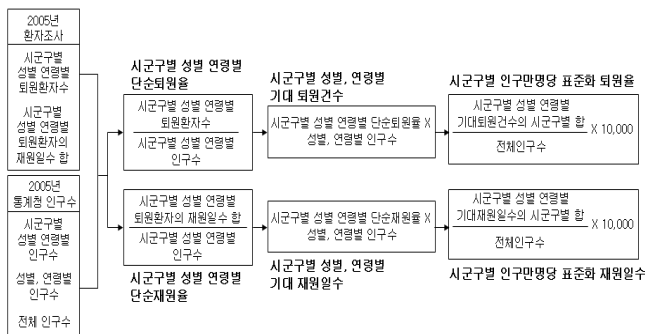 2005년
환자조사
시군구별
성별 연령별
퇴원환자수
시군구별
성별 연령별
퇴원환자의
재원일수 합
2005년
통계청 인구수
시군구별
성별 연령별
인구수
성별, 연령별
인구수
전체 인구수
시군구별 성별 연령별
단순퇴원율
시군구별 성별 연령별
퇴원환자수
시군구별 성별 연령별
인구수
시군구별 성별 연령별
퇴원환자의 재원일수 합
시군구별 성별 연령별
인구수
시군구별 성별 연령별
단순재원율
시군구별 성별, 연령별
기대 퇴원건수
시군구별 성별 연령별 단순퇴원율 X
성별, 연령별 인구수
시군구별 성별 연령별 단순재원율 X
성별, 연령별 인구수
시군구별 성별, 연령별
기대 재원일수
시군구별 인구만명당 표준화 퇴원율
시군구별 성별 연령별
기대퇴원건수의 시군구별 합
X 10,000
전체인구수
시군구별 성별 연령별
기대재원일수의 시군구별 합
X 10,000
전체인구수
시군구별 인구만명당 표준화 재원일수